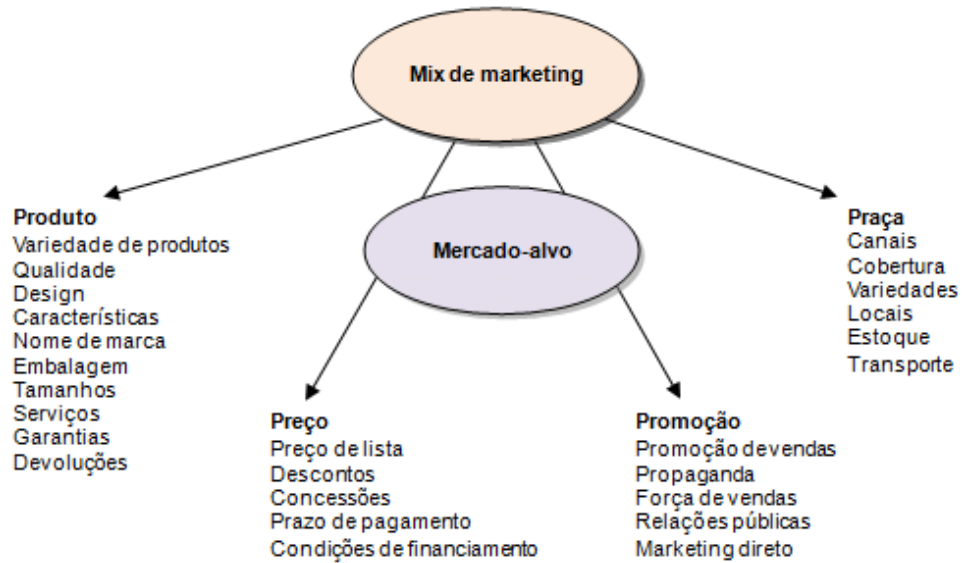 Mix de marketing
Mercado-alvo
Produto
Variedade de produtos
Qualidade
Design
Características
Nome de marca
Embalagem
Tamanhos
Serviços
Garantias
Devoluções
Preço
Preço de lista
Descontos
Concessões
Prazo de pagamento
Condições de financiamento
Promoção
Promoção de vendas
Propaganda
Força de vendas
Relações públicas
Marketing direto
Praça
Canais
Cobertura
Variedades
Locais
Estoque
Transporte